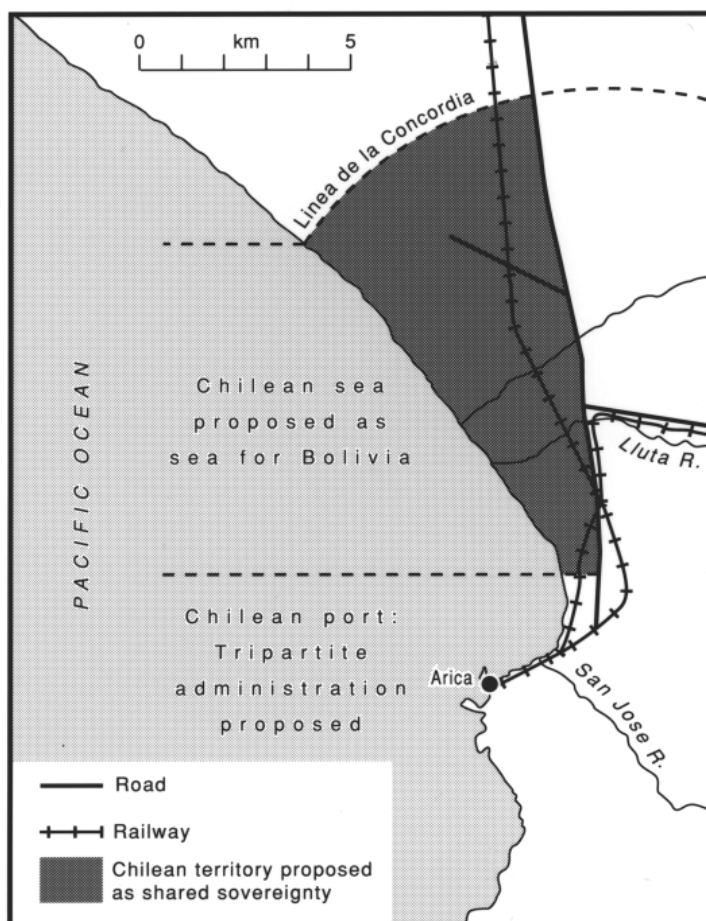 0 km 5
Linea de la Concordia
PACIFIC OCEAN
Chilean sea
proposed as
sea for Bolivia
Lluta R.
Chilean port:
Tripartite
administration
proposed
Arica
San Jose R.
Road
Railway
Chilean territory proposed
as shared sovereignty